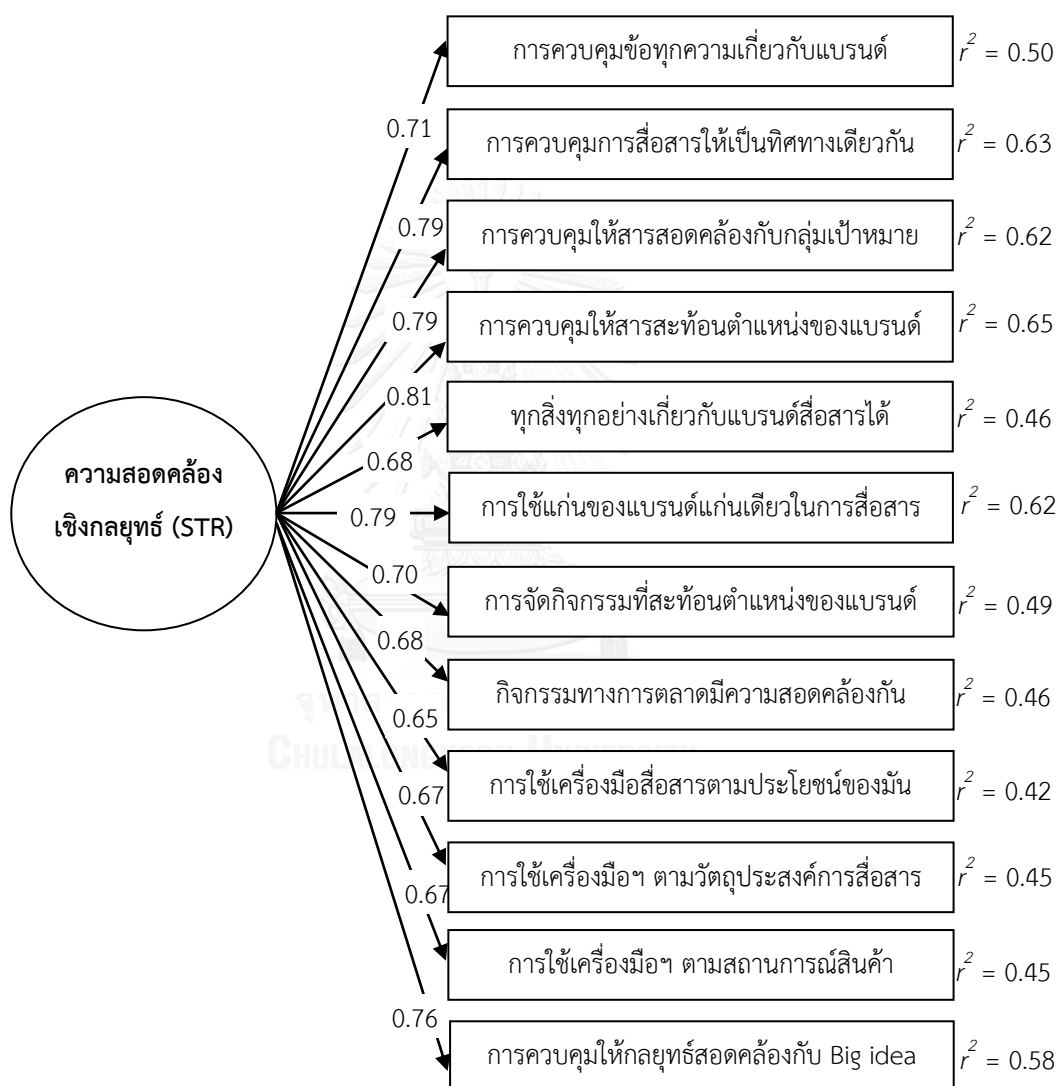 การควบคุมข้อทุกความเกี่ยวกับแบรนด์ r² = 0.50
0.71
การควบคุมการสื่อสารให้เป็นทิศทางเดียวกัน r² = 0.63
0.79
การควบคุมให้สารสอดคล้องกับกลุ่มเป้าหมาย r² = 0.62
0.79
การควบคุมให้สารสะท้อนตำแหน่งของแบรนด์ r² = 0.65
0.81
ทุกสิ่งทุกอย่างเกี่ยวกับแบรนด์สื่อสารได้ r² = 0.46
0.68
ความสอดคล้อง
เชิงกลยุทธ์ (STR)
0.79
การใช้แก่นของแบรนด์แก่นเดียวในการสื่อสาร r² = 0.62
0.70
การจัดกิจกรรมที่สะท้อนตำแหน่งของแบรนด์ r² = 0.49
0.68
กิจกรรมทางการตลาดมีความสอดคล้องกัน r² = 0.46
0.65
CHULALONGKORN UNIVERSITY
การใช้เครื่องมือสื่อสารตามประโยชน์ของมัน r² = 0.42
0.67
การใช้เครื่องมือฯ ตามวัตถุประสงค์การสื่อสาร r² = 0.45
0.67
การใช้เครื่องมือฯ ตามสถานการณ์สินค้า r² = 0.45
0.76
การควบคุมให้กลยุทธ์สอดคล้องกับ Big idea r² = 0.58